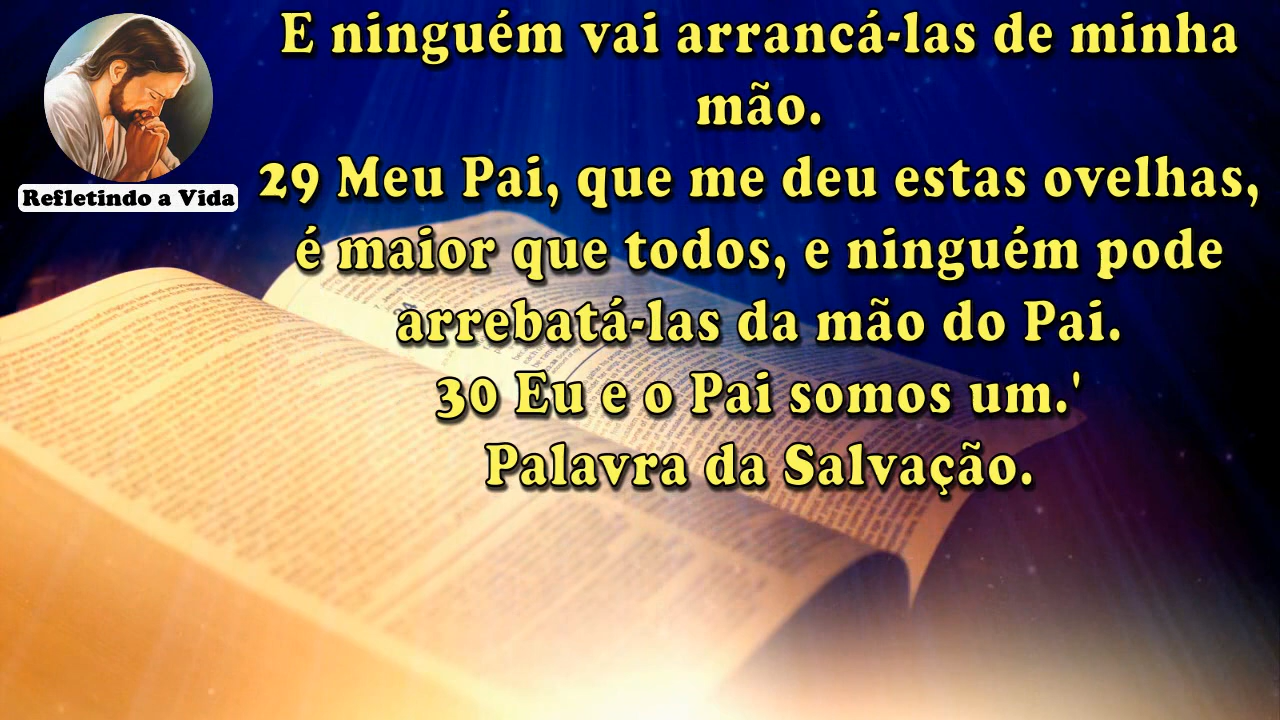 E ninguém vai arrancá-las de minha
mão.
Refletindo a Vida
29 Meu Pai, que me deu estas ovelhas,
é maior que todos, e ninguém pode
arrebatá-las da mão do Pai.
30 Eu e o Pai somos um.'
Palavra da Salvação.